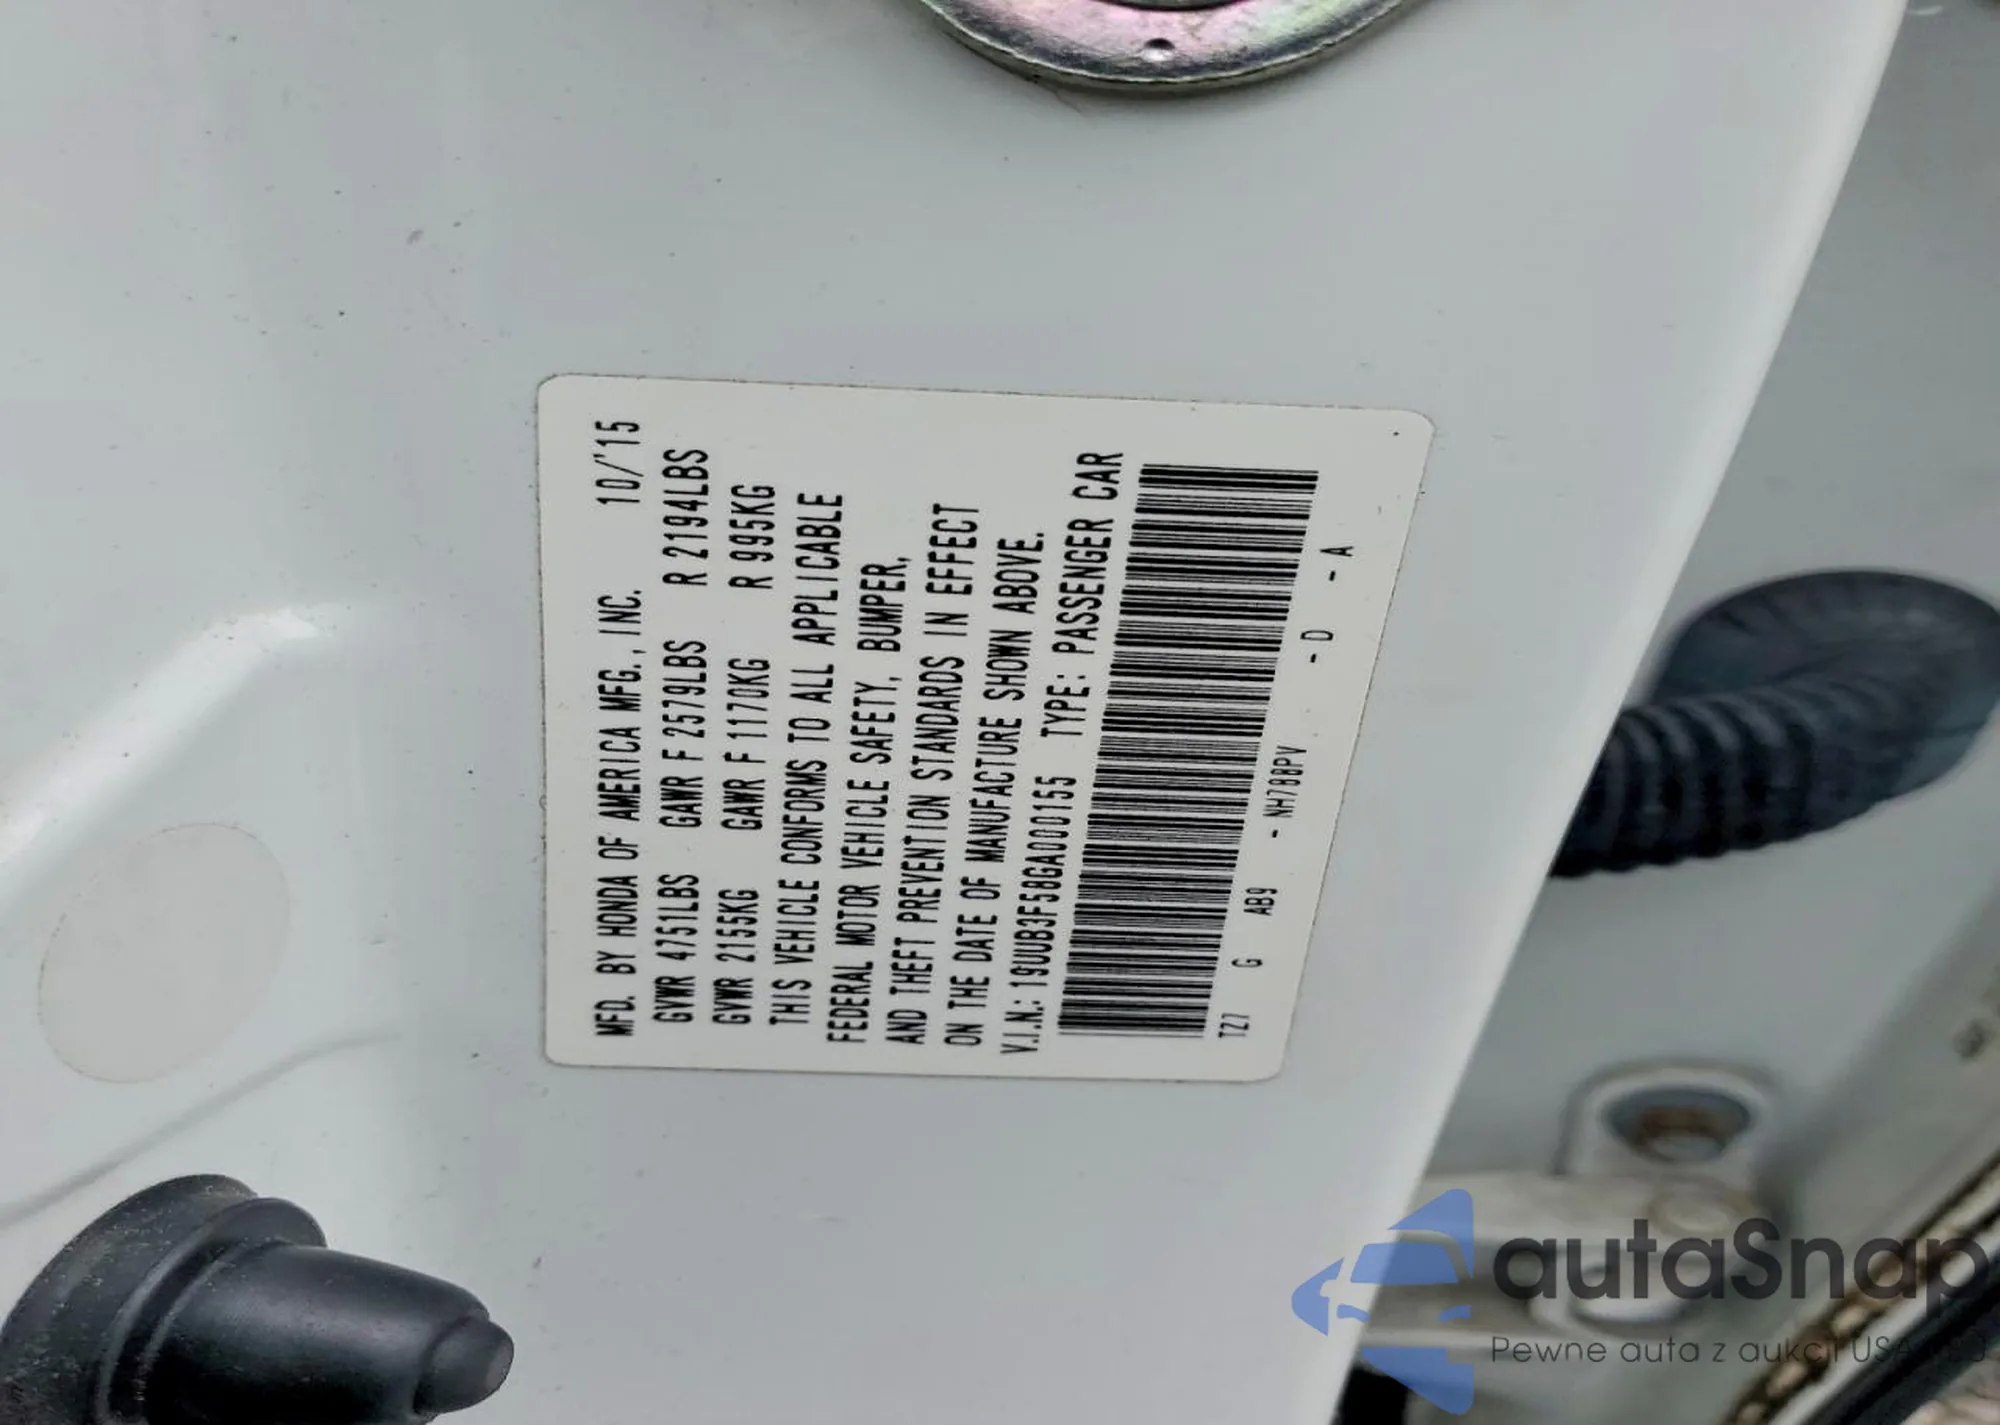 MFD. BY HONDA OF AMERICA MFG., INC. 10/'15
GVWR 4751LBS GAWR F 2579LBS R 2194LBS
GVWR 2155KG GAWR F 1170KG R 995KG
THIS VEHICLE CONFORMS TO ALL APPLICABLE
FEDERAL MOTOR VEHICLE SAFETY, BUMPER,
AND THEFT PREVENTION STANDARDS IN EFFECT
ON THE DATE OF MANUFACTURE SHOWN ABOVE.
V.I.N.: 19UUB3F58GA000155 TYPE: PASSENGER CAR
TZ7 G AB9 - NH788PV - D - A
autaSnap
Pewne auta z aukcji USA